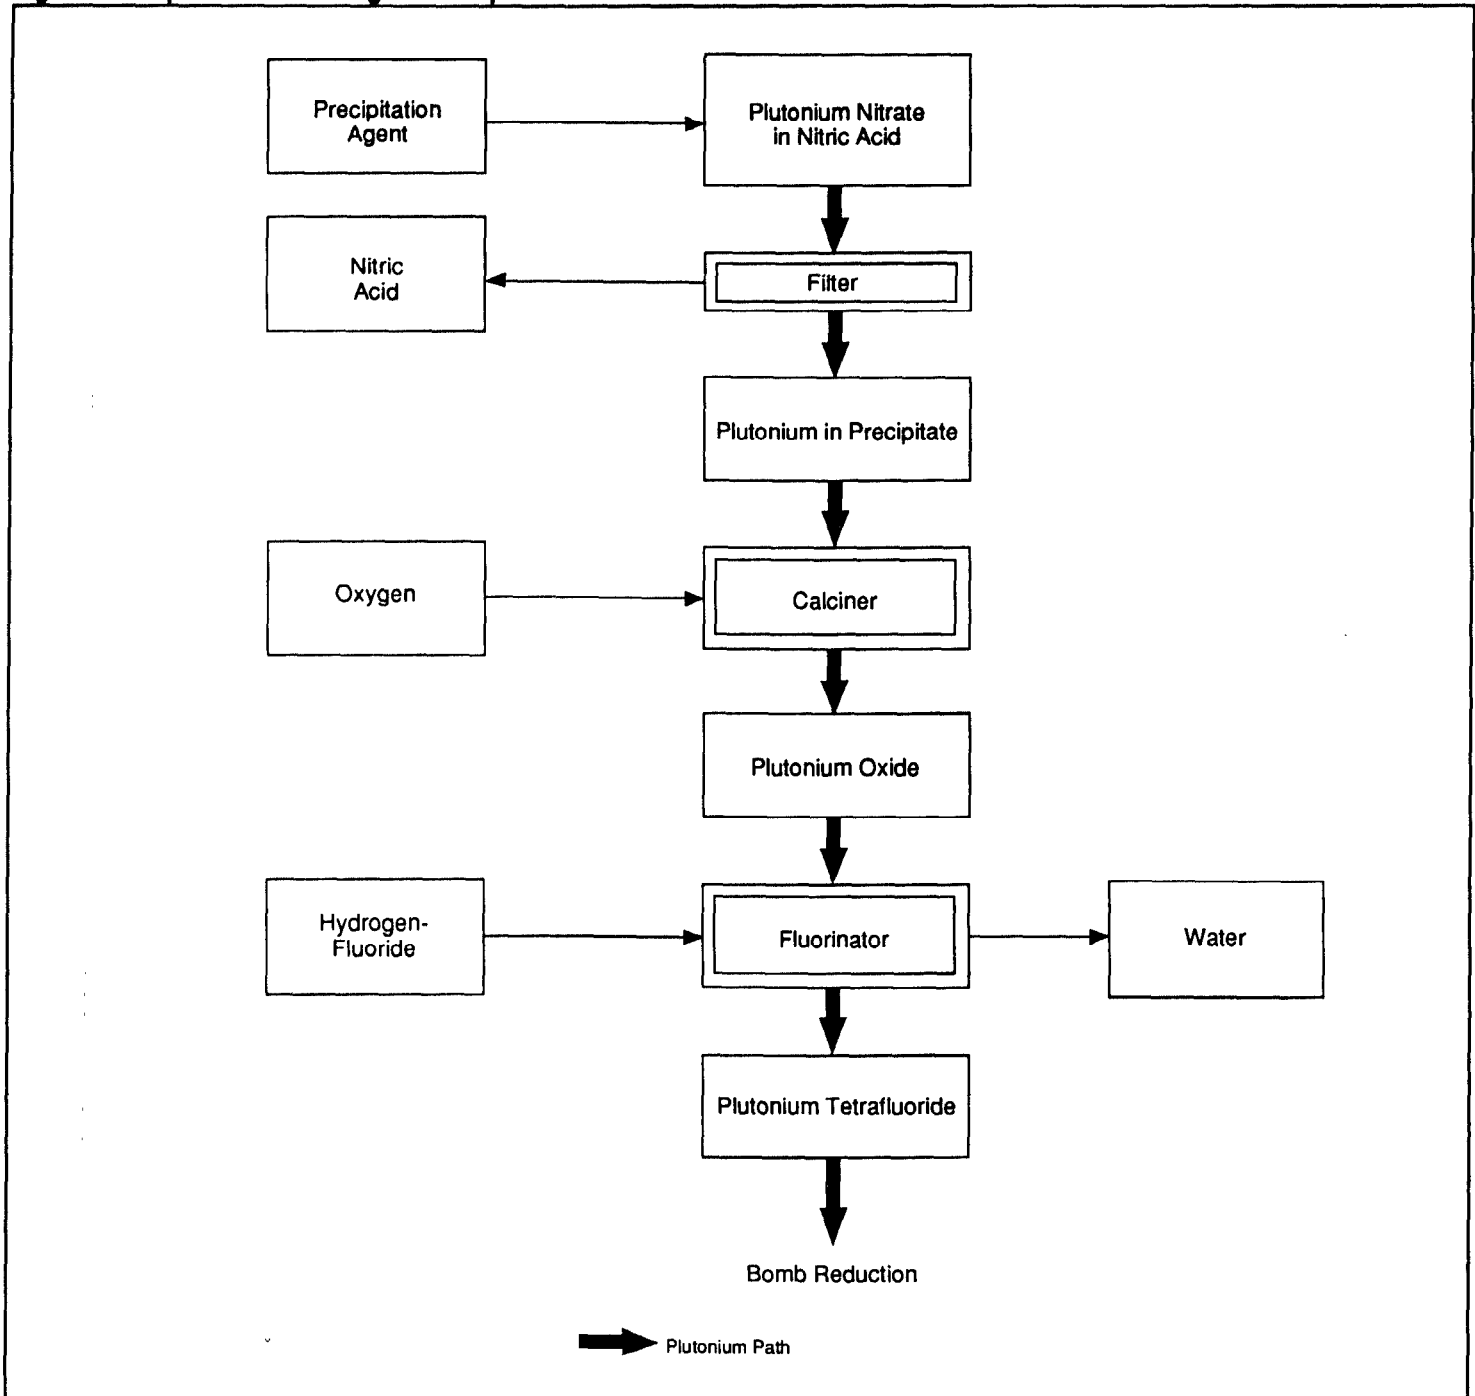 Precipitation
Agent
Plutonium Nitrate
in Nitric Acid
Nitric
Acid
Filter
Plutonium in Precipitate
Oxygen
Calciner
Plutonium Oxide
Hydrogen-
Fluoride
Fluorinator
Water
Plutonium Tetrafluoride
Bomb Reduction
Plutonium Path